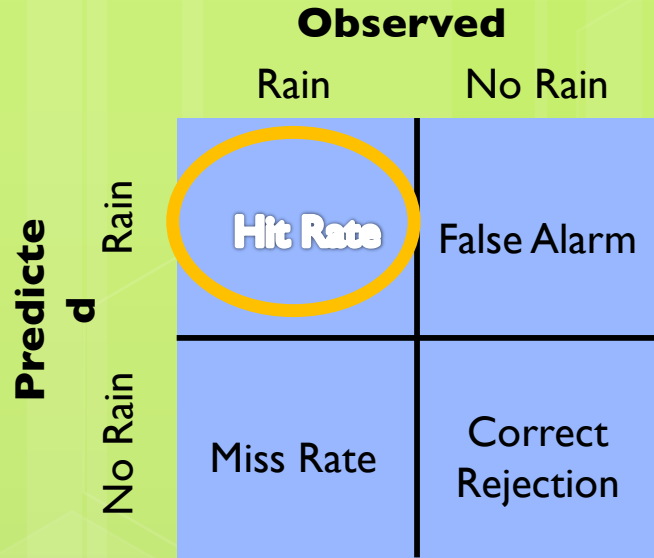 Observed
Rain
No Rain
Predicte
d
Rain
Hit Rate
False Alarm
No Rain
Miss Rate
Correct
Rejection